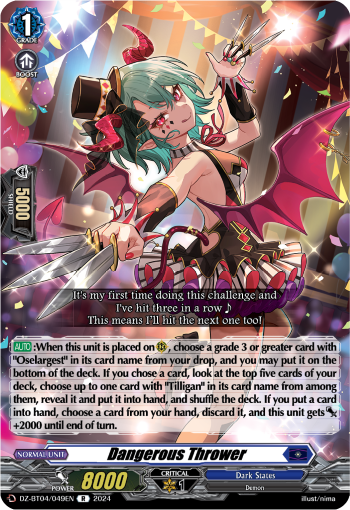 1
GRADE
BOOST
5000
SHIELD
It's my first time doing this challenge and
I've hit three in a row♪
This means I'll hit the next one too!
AUTO:When this unit is placed on R, choose a grade 3 or greater card with
"Oselargest" in its card name from your drop, and you may put it on the
bottom of the deck. If you chose a card, look at the top five cards of your
deck, choose up to one card with "Tilligan" in its card name from among
them, reveal it and put it into hand, and shuffle the deck. If you put a card
into hand, choose a card from your hand, discard it, and this unit gets
+2000 until end of turn.
NORMAL UNIT
Dangerous Thrower
POWER
8000
CRITICAL
1
Dark States
Demon
DZ-BT04/049EN R 2024
illust/nima